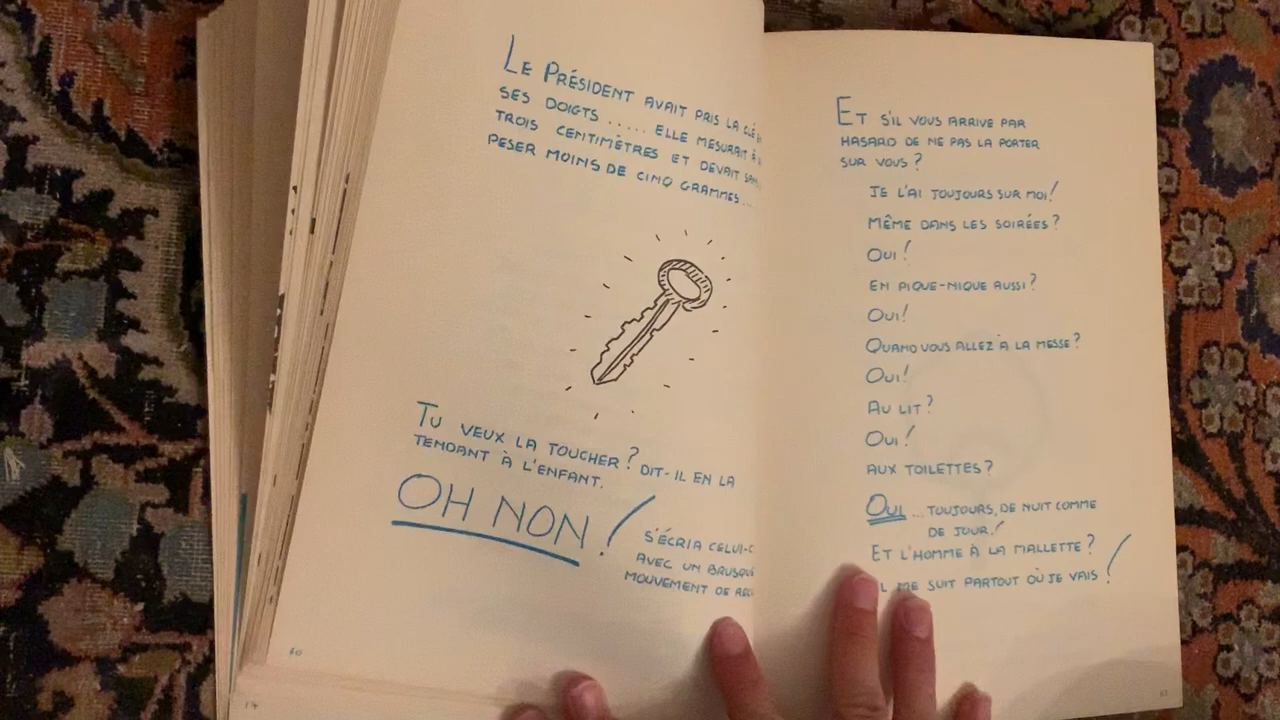 LE PRÉSIDENT AVAIT PRIS LA CLÉ
SES DOIGTS ..... ELLE MESURAIT À
TROIS CENTIMÈTRES ET DEVAIT
PESER MOINS DE CINQ GRAMMES...
TU VEUX LA TOUCHER ? DIT-IL EN LA
TENDANT À L'ENFANT.
OH NON !
S'ÉCRIA
AVEC UN
MOUVEMENT DE
60
17
ET S'IL VOUS ARRIVE PAR
HASARD DE NE PAS LA PORTER
SUR VOUS ?
JE L'AI TOUJOURS SUR MOI !
MÊME DANS LES SOIRÉES ?
OUI !
EN PIQUE-NIQUE AUSSI ?
OUI !
QUAND VOUS ALLEZ À LA MESSE ?
OUI !
AU LIT ?
OUI !
AUX TOILETTES ?
OUI ... TOUJOURS, DE NUIT COMME
DE JOUR !
ET L'HOMME À LA MALLETTE ?
ME SUIT PARTOUT OÙ JE VAIS !